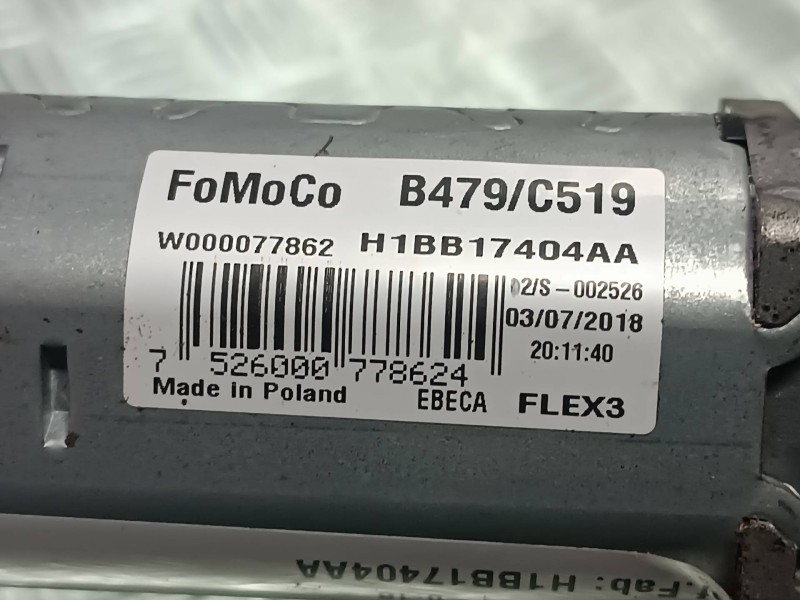 FoMoCo B479/C519
W000077862 H1BB17404AA
02/S-002526
03/07/2018
20:11:40
7 526000 778624
Made in Poland EBECA FLEX3
.Fab: H1BB17404AA